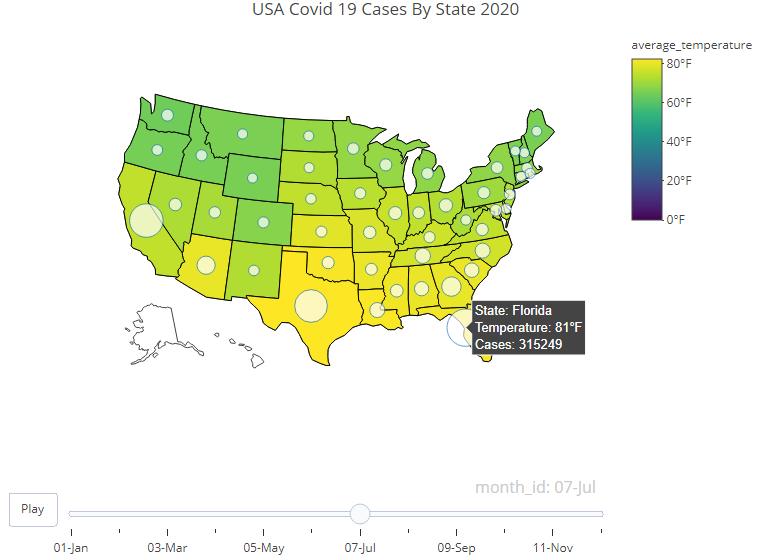 USA Covid 19 Cases By State 2020
average_temperature
80°F
60°F
40°F
20°F
0°F
State: Florida
Temperature: 81°F
Cases: 315249
month_id: 07-Jul
Play
01-Jan
03-Mar
05-May
07-Jul
09-Sep
11-Nov